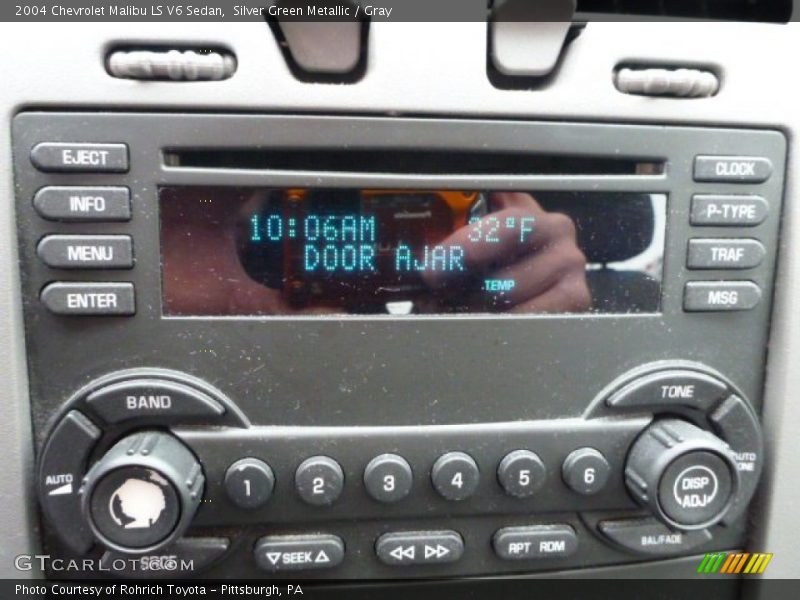 2004 Chevrolet Malibu LS V6 Sedan,  Silver Green Metallic / Gray
EJECT
CLOCK
INFO
P-TYPE
10:06AM 32°F
DOOR AJAR
MENU
TRAF
TEMP
ENTER
MSG
BAND
TONE
AUTO
1
2
3
4
5
6
AUTO
TONE
DISP
ADJ
SEEK
RPT RDM
BAL/FADE
GTcarlot.com
Photo Courtesy of Rohrich Toyota - Pittsburgh, PA